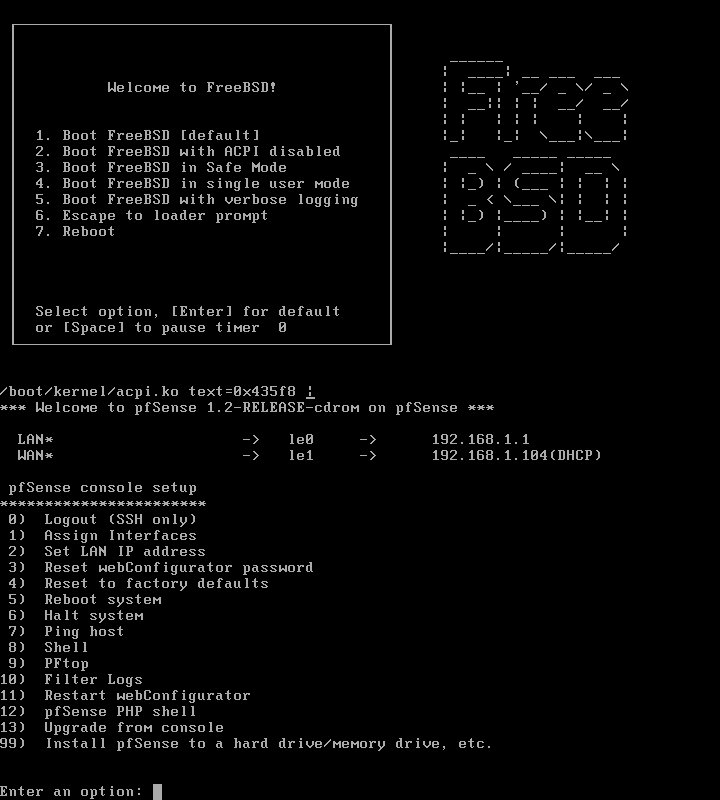 Welcome to FreeBSD!
1. Boot FreeBSD [default]
2. Boot FreeBSD with ACPI disabled
3. Boot FreeBSD in Safe Mode
4. Boot FreeBSD in single user mode
5. Boot FreeBSD with verbose logging
6. Escape to loader prompt
7. Reboot
Select option, [Enter] for default
or [Space] to pause timer  0
Free
BSD
/boot/kernel/acpi.ko text=0x435f8 ¦
*** Welcome to pfSense 1.2-RELEASE-cdrom on pfSense ***
LAN*                     ->   le0     ->      192.168.1.1
WAN*                     ->   le1     ->      192.168.1.104(DHCP)
pfSense console setup
***********************
0)  Logout (SSH only)
1)  Assign Interfaces
2)  Set LAN IP address
3)  Reset webConfigurator password
4)  Reset to factory defaults
5)  Reboot system
6)  Halt system
7)  Ping host
8)  Shell
9)  PFtop
10)  Filter Logs
11)  Restart webConfigurator
12)  pfSense PHP shell
13)  Upgrade from console
99)  Install pfSense to a hard drive/memory drive, etc.
Enter an option: